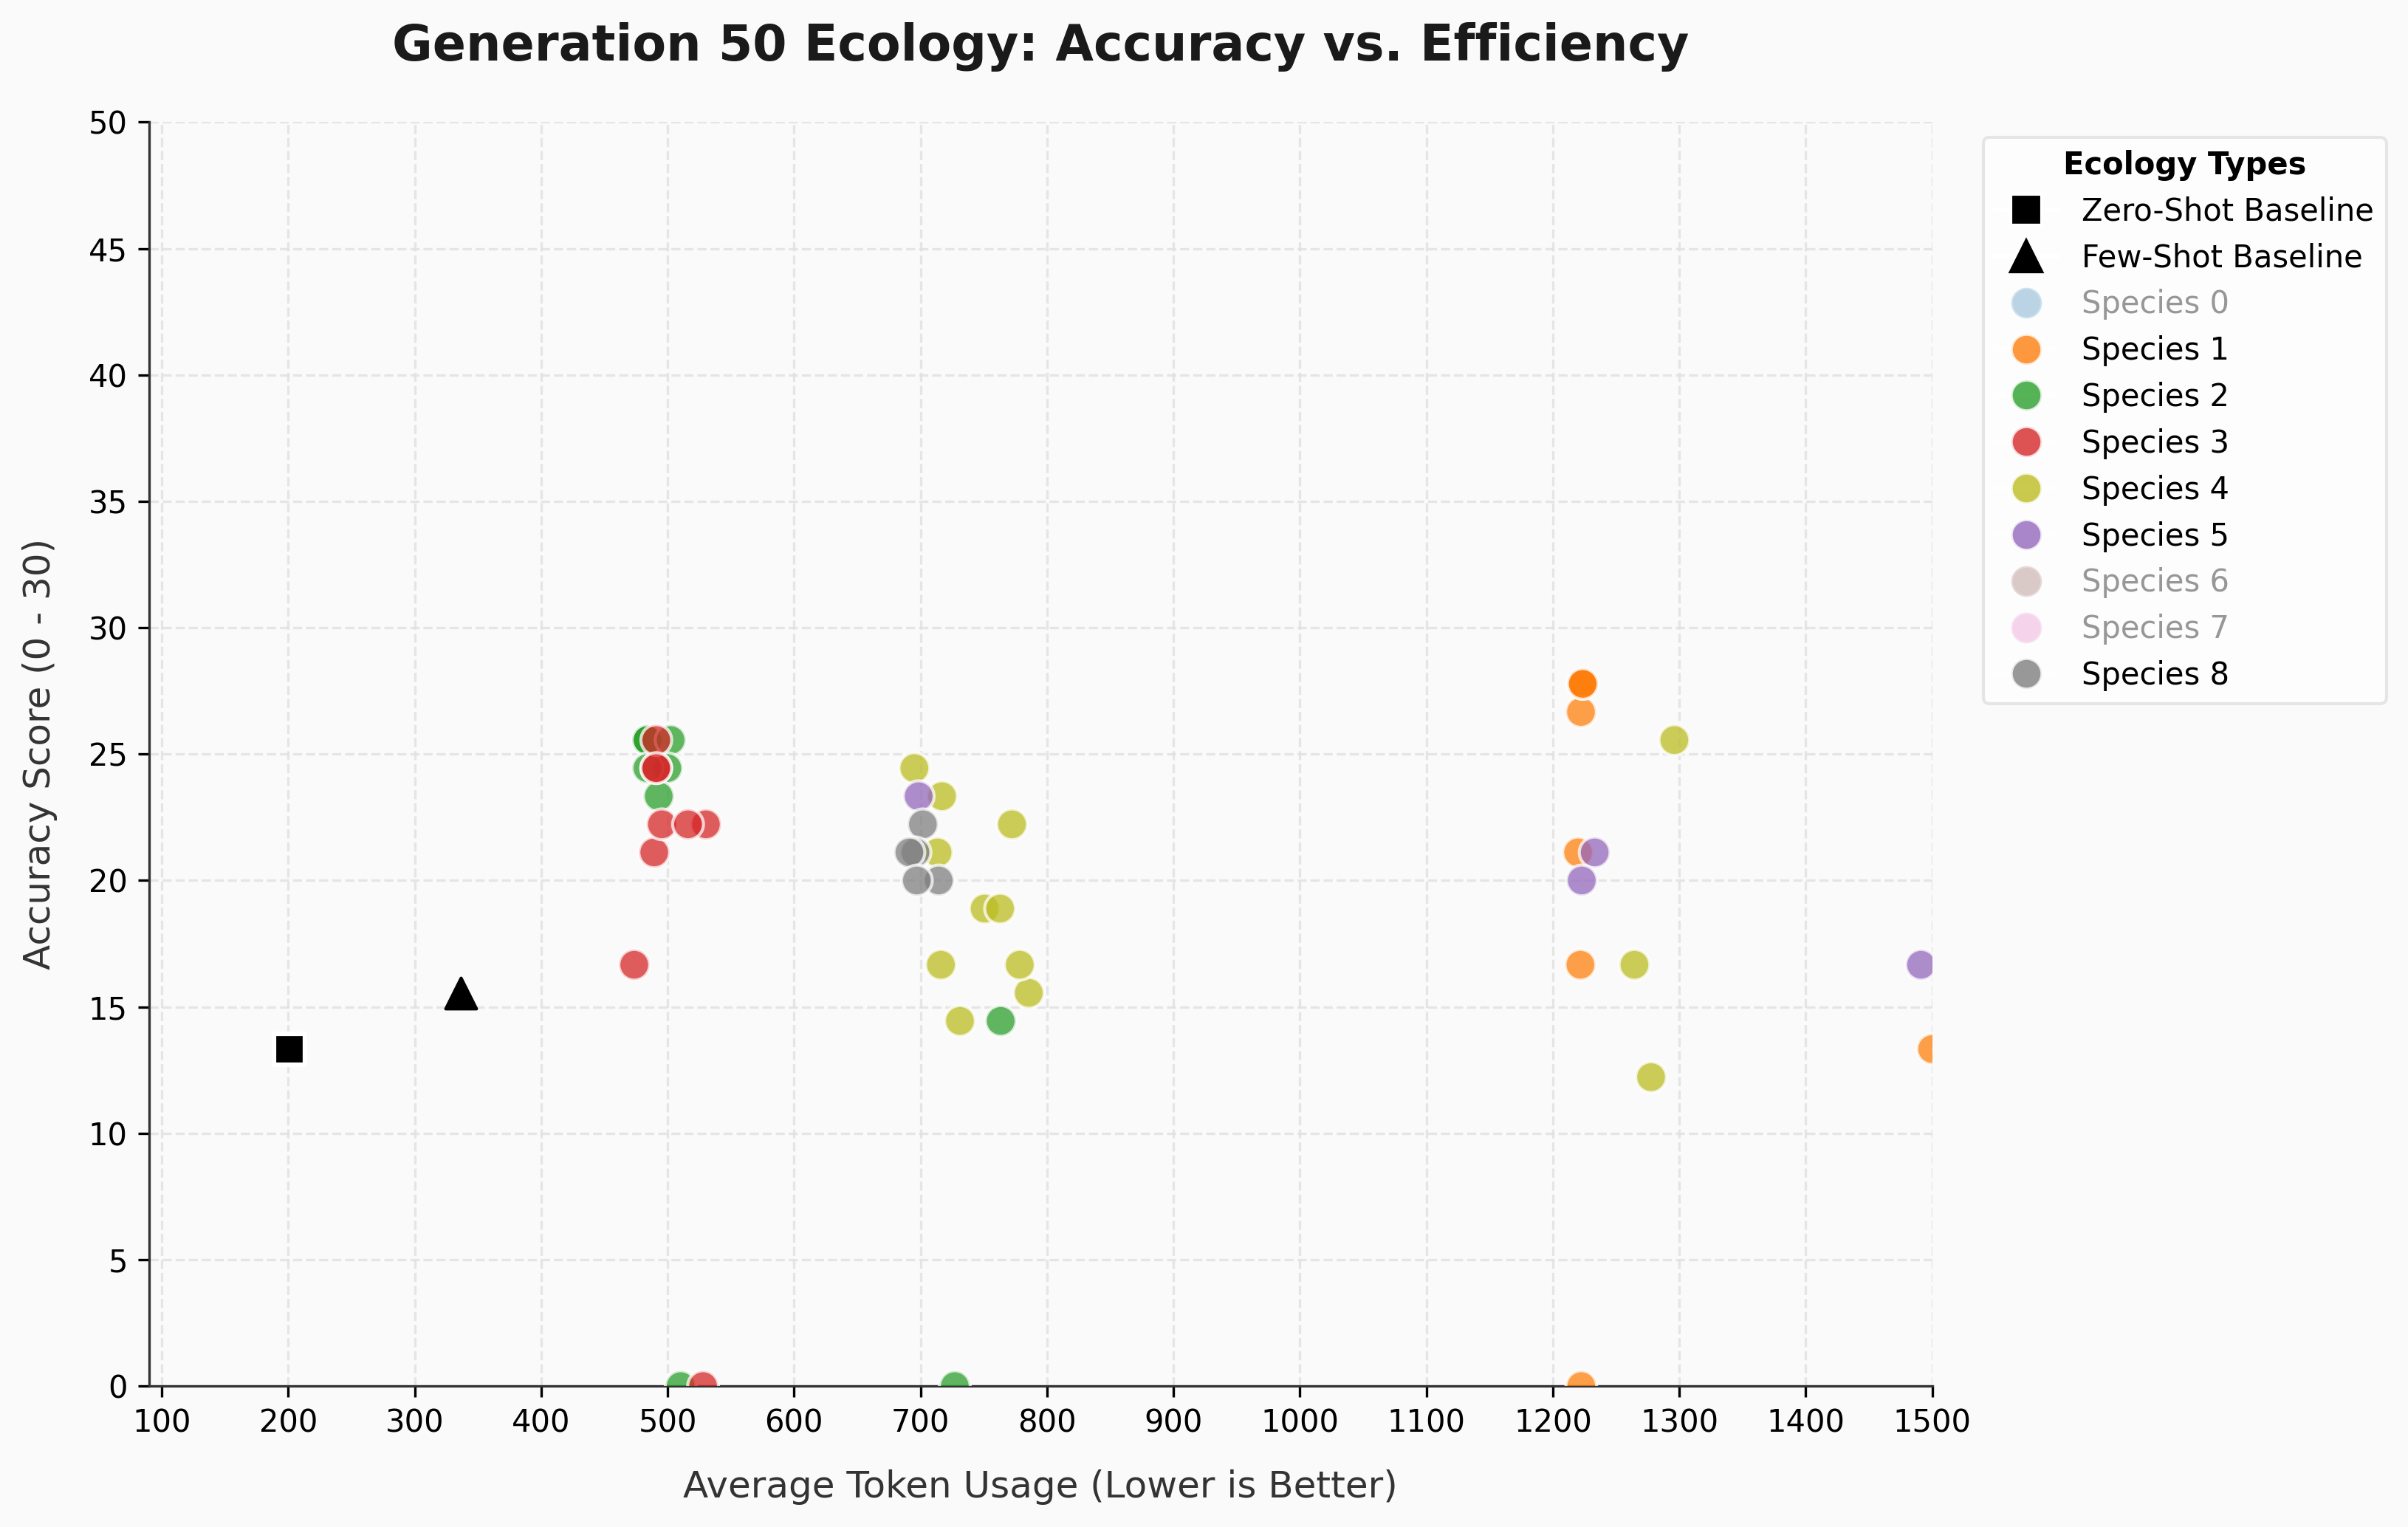 Generation 50 Ecology: Accuracy vs. Efficiency
50
45
40
35
30
25
20
15
10
5
0
Accuracy Score (0 - 30)
100 200 300 400 500 600 700 800 900 1000 1100 1200 1300 1400 1500
Average Token Usage (Lower is Better)
Ecology Types
Zero-Shot Baseline
Few-Shot Baseline
Species 0
Species 1
Species 2
Species 3
Species 4
Species 5
Species 6
Species 7
Species 8